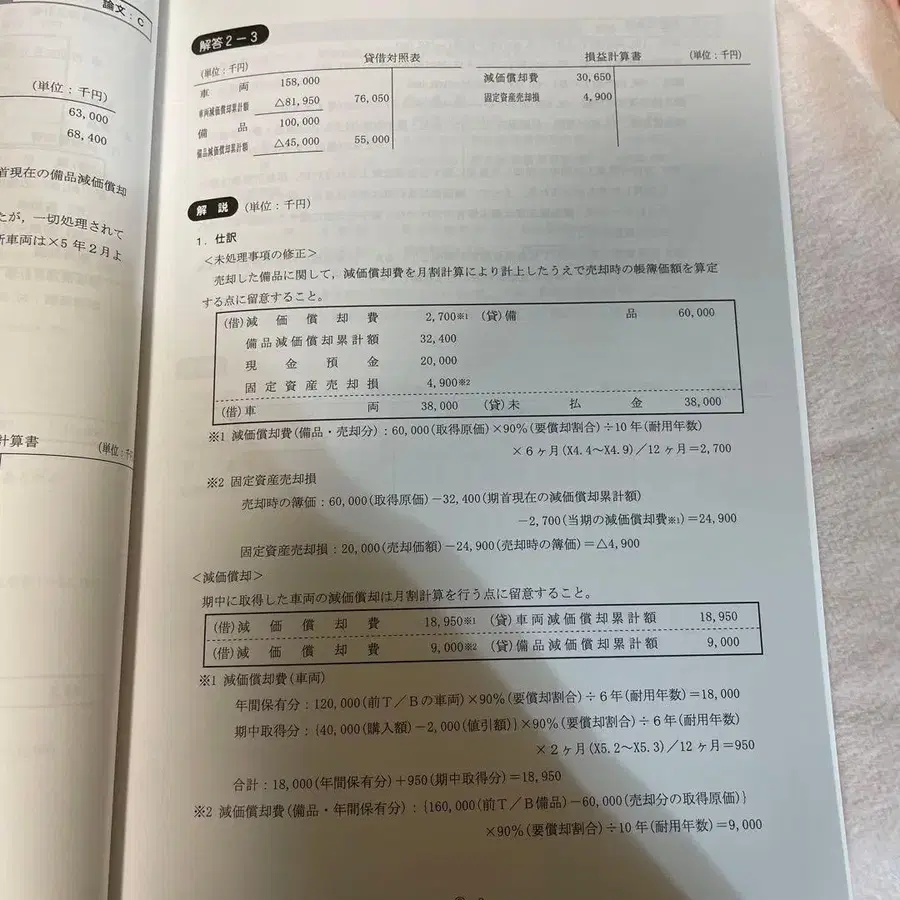 論文：C
(単位：千円)
63,000
68,400
首現在の備品減価償却
たが，一切処理されて
所車両は×5年2月よ
計算書
(単位：千円
解答2－3
貸借対照表
(単位：千円)
車両 158,000
車両減価償却累計額 △81,950 76,050
備品 100,000
備品減価償却累計額 △45,000 55,000
損益計算書
(単位：千円)
減価償却費 30,650
固定資産売却損 4,900
解説 (単位：千円)
1．仕訳
＜未処理事項の修正＞
売却した備品に関して，減価償却費を月割計算により計上したうえで売却時の帳簿価額を算定
する点に留意すること。
(借)減価償却費 2,700※1 (貸)備品 60,000
備品減価償却累計額 32,400
現金預金 20,000
固定資産売却損 4,900※2
(借)車両 38,000 (貸)未払金 38,000
※1 減価償却費(備品・売却分)：60,000(取得原価)×90％(要償却割合)÷10年(耐用年数)
×6ヶ月(X4.4～X4.9)／12ヶ月＝2,700
※2 固定資産売却損
売却時の簿価：60,000(取得原価)－32,400(期首現在の減価償却累計額)
－2,700(当期の減価償却費※1)＝24,900
固定資産売却損：20,000(売却価額)－24,900(売却時の簿価)＝△4,900
＜減価償却＞
期中に取得した車両の減価償却は月割計算を行う点に留意すること。
(借)減価償却費 18,950※1 (貸)車両減価償却累計額 18,950
(借)減価償却費 9,000※2 (貸)備品減価償却累計額 9,000
※1 減価償却費(車両)
年間保有分：120,000(前T／Bの車両)×90％(要償却割合)÷6年(耐用年数)＝18,000
期中取得分：{40,000(購入額)－2,000(値引額)}×90％(要償却割合)÷6年(耐用年数)
×2ヶ月(X5.2～X5.3)／12ヶ月＝950
合計：18,000(年間保有分)＋950(期中取得分)＝18,950
※2 減価償却費(備品・年間保有分)：{160,000(前T／B備品)－60,000(売却分の取得原価)}
×90％(要償却割合)÷10年(耐用年数)＝9,000